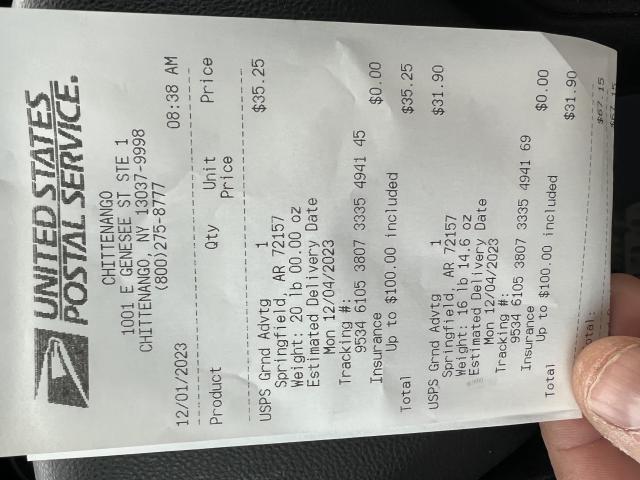 UNITED STATES
POSTAL SERVICE.
CHITTENANGO
1001 E GENESEE ST STE 1
CHITTENANGO, NY 13037-9998
(800)275-8777
12/01/2023 08:38 AM
Product Qty Unit Price
Price
USPS Grnd Advtg 1 $35.25
Springfield, AR 72157
Weight: 20 lb 00.00 oz
Estimated Delivery Date
Mon 12/04/2023
Tracking #:
9534 6105 3807 3335 4941 45
Insurance $0.00
Up to $100.00 included
Total $35.25
USPS Grnd Advtg 1 $31.90
Springfield, AR 72157
Weight: 16 lb 14.6 oz
Estimated Delivery Date
Mon 12/04/2023
Tracking #:
9534 6105 3807 3335 4941 69
Insurance $0.00
Up to $100.00 included
Total $31.90
otal: $67.15